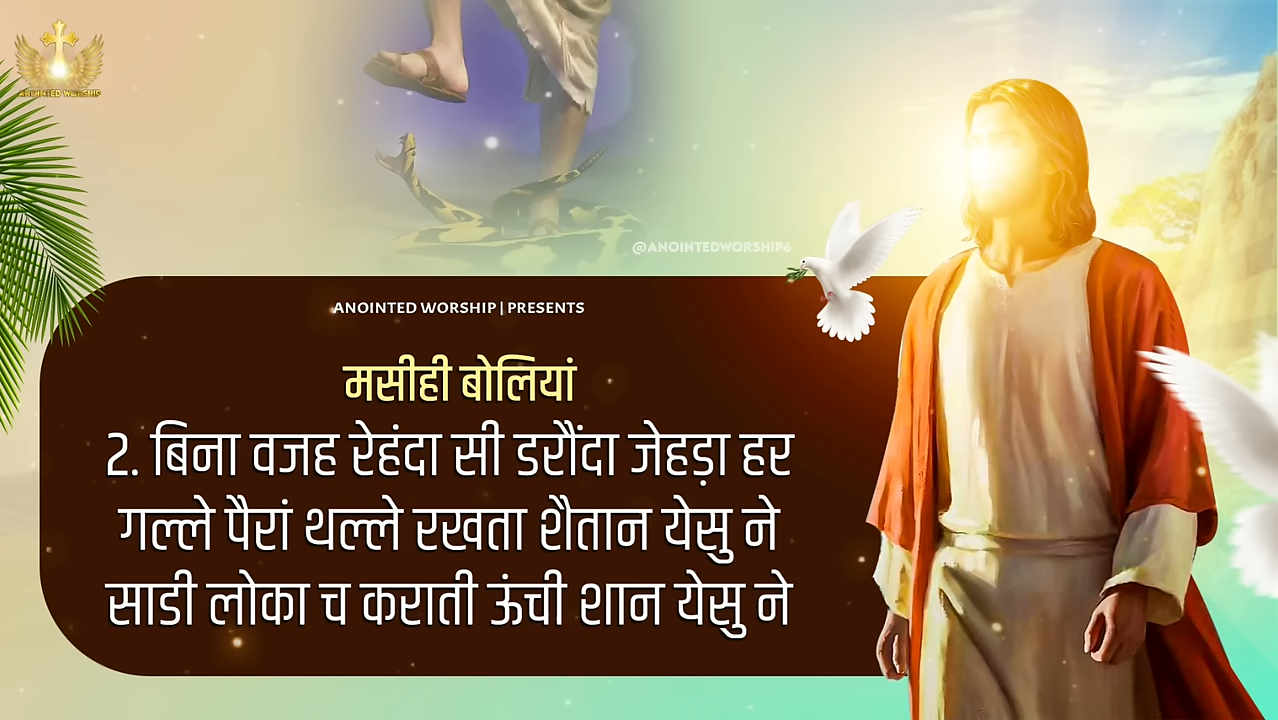 ANOINTED WORSHIP
@ANOINTEDWORSHIP6
ANOINTED WORSHIP | PRESENTS
मसीही बोलियां
2. बिना वजह रेहंदा सी डरौंदा जेहड़ा हर
गल्ले पैरां थल्ले रखता शैतान येसु ने
साडी लोका च कराती ऊंची शान येसु ने